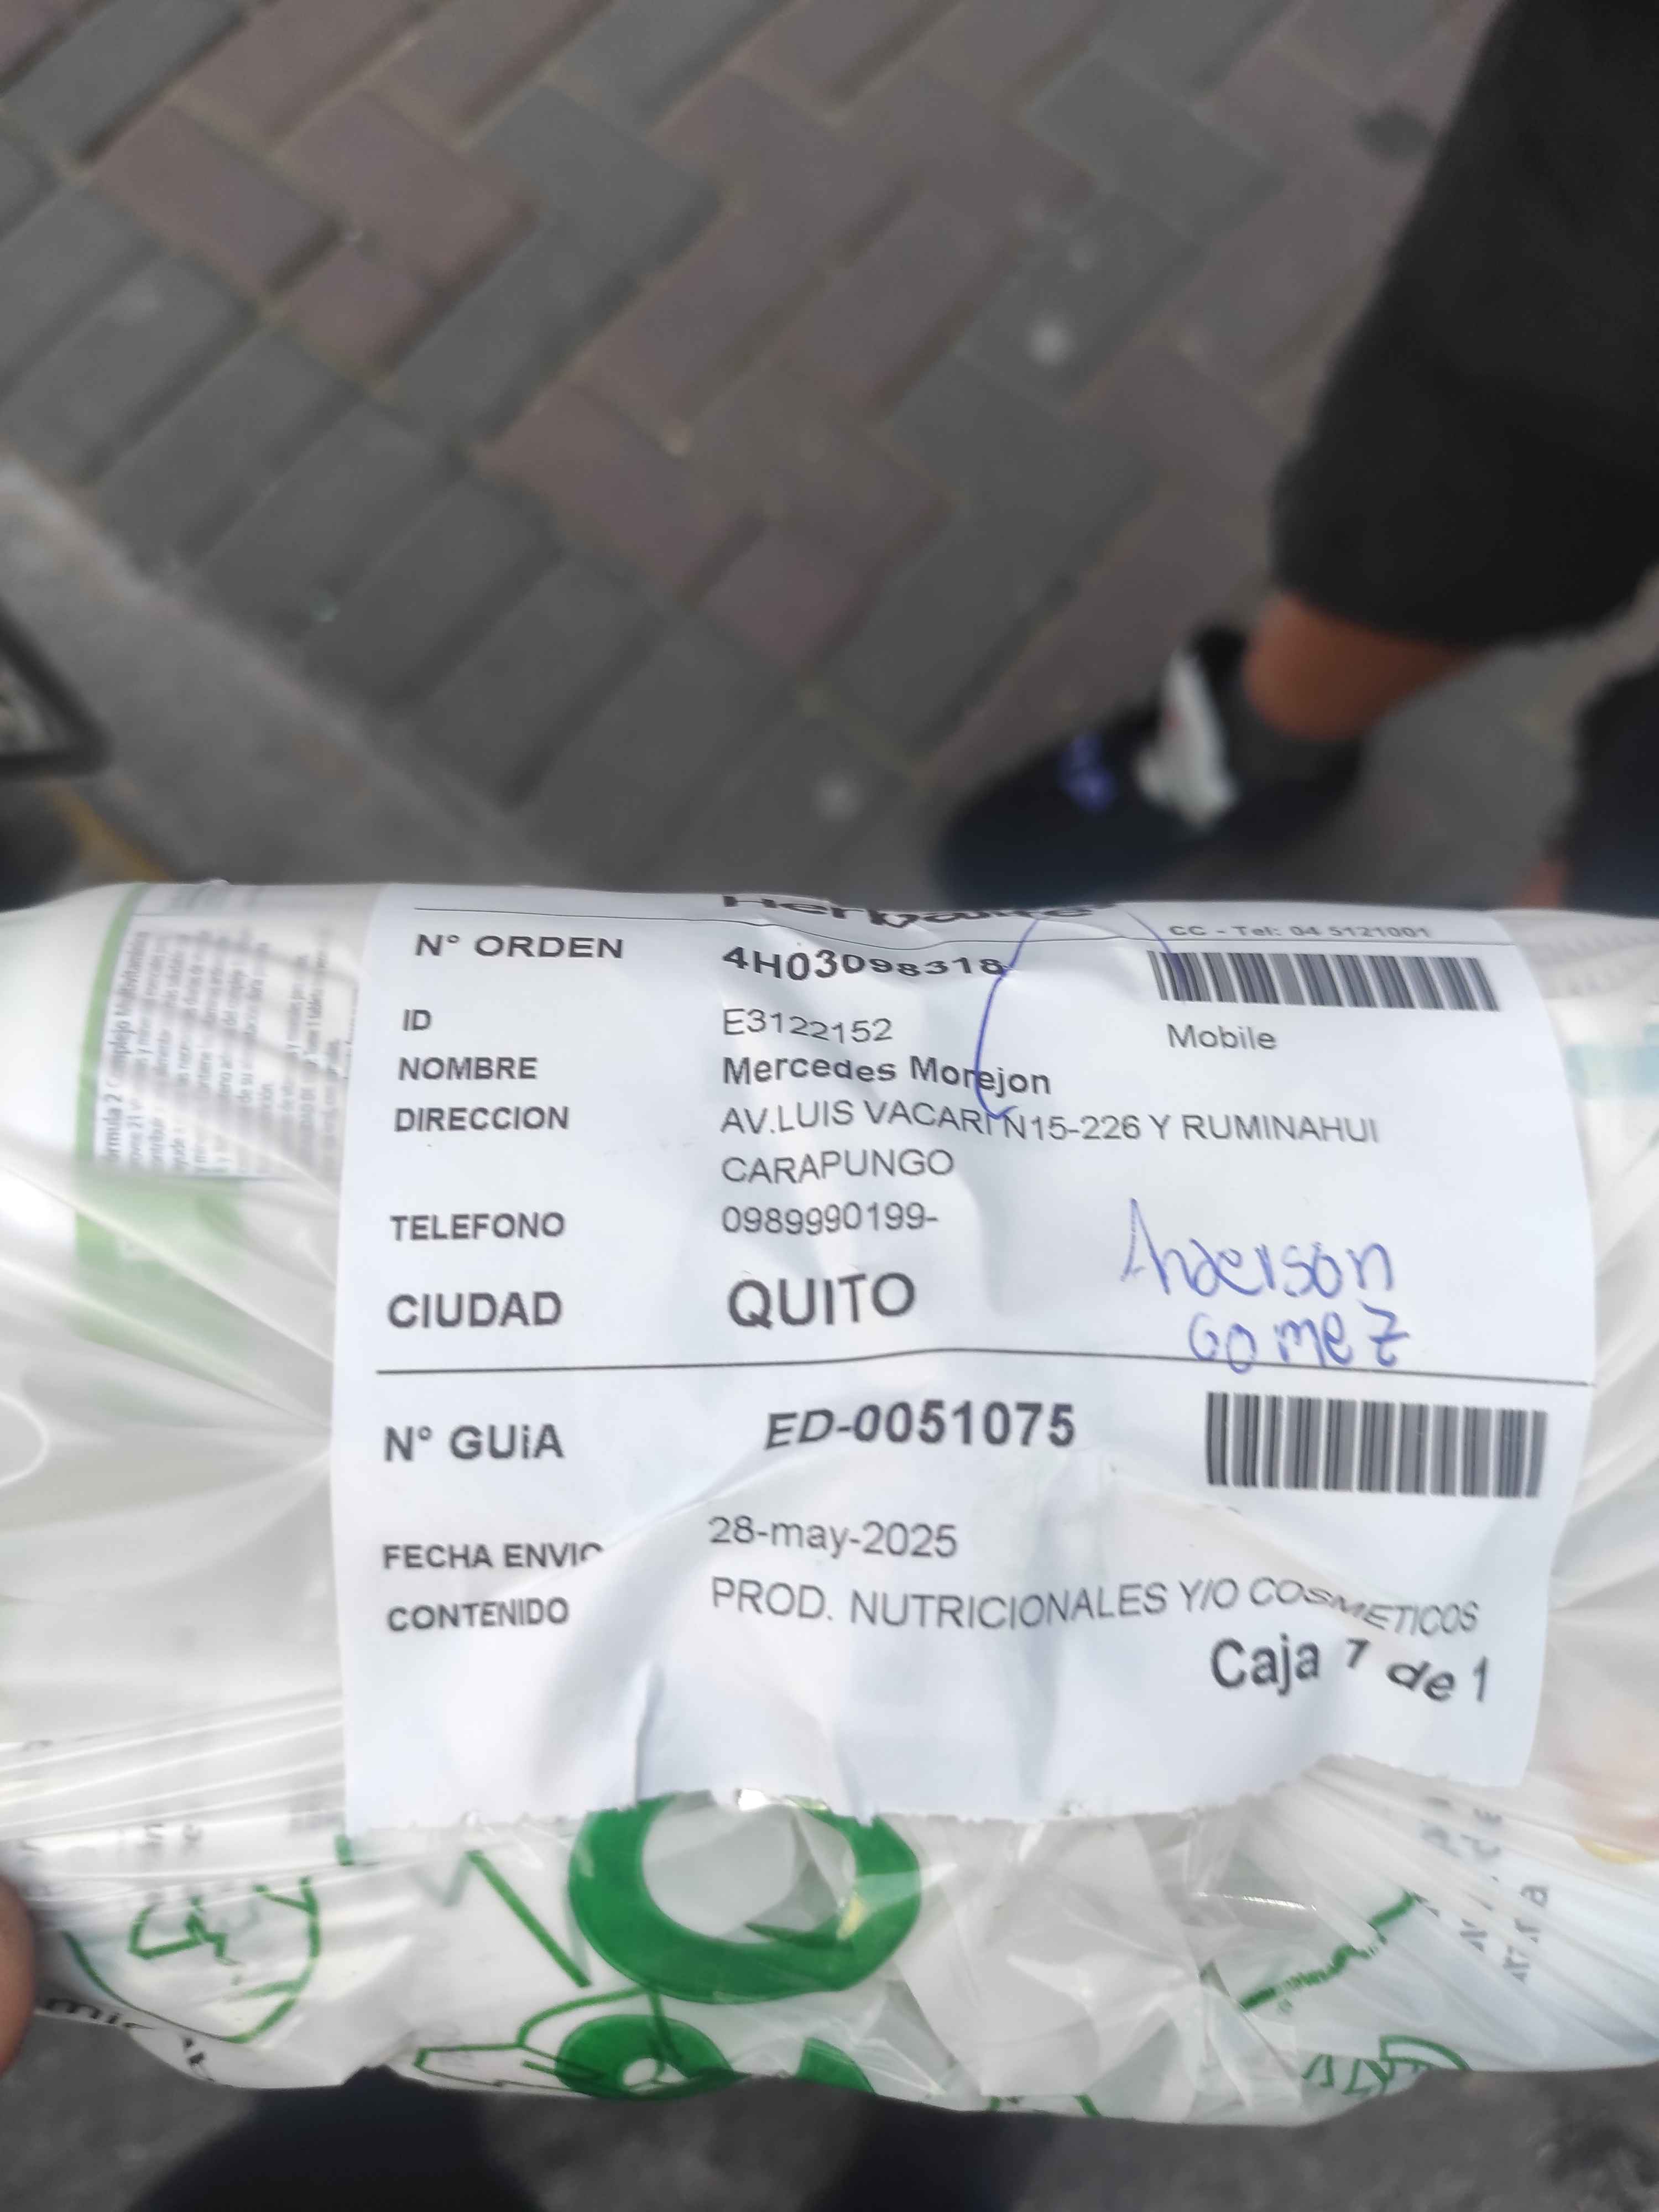 Herbalife
CC - Tel: 04 5121001
N° ORDEN 4H03098318
Mobile
ID E3122152
NOMBRE Mercedes Morejon
DIRECCION AV.LUIS VACARI N15-226 Y RUMINAHUI
CARAPUNGO
TELEFONO 0989990199-
CIUDAD QUITO
Anderson
Gomez
N° GUiA ED-0051075
FECHA ENVIO 28-may-2025
CONTENIDO PROD. NUTRICIONALES Y/O COSMETICOS
Caja 1 de 1